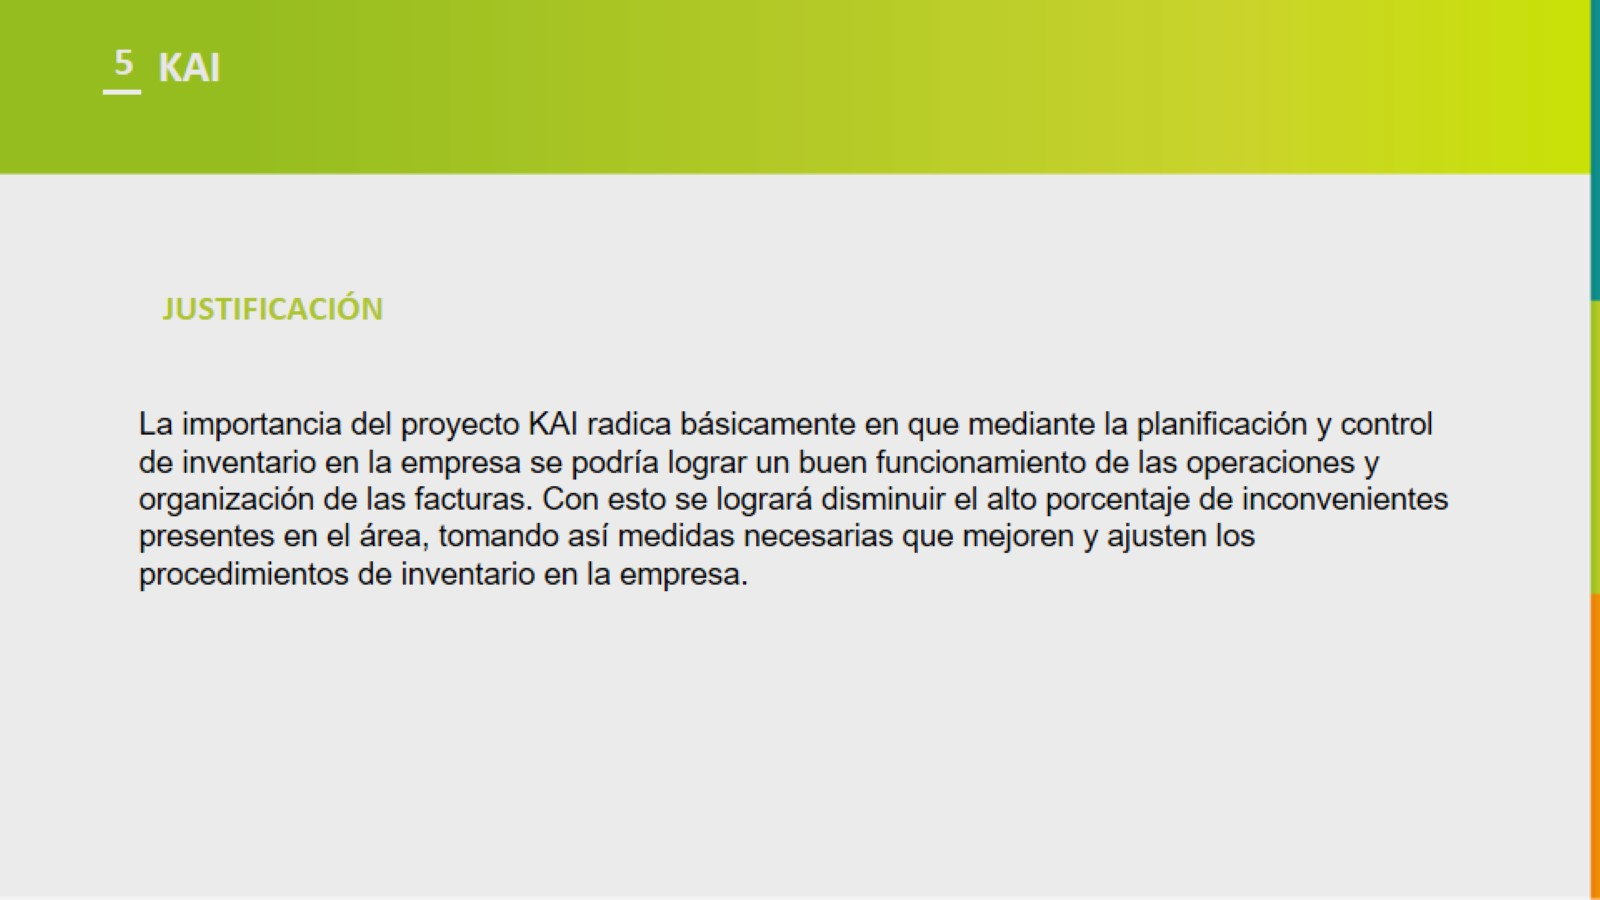 5 KAI
JUSTIFICACIÓN
La importancia del proyecto KAI radica básicamente en que mediante la planificación y control
de inventario en la empresa se podría lograr un buen funcionamiento de las operaciones y
organización de las facturas. Con esto se logrará disminuir el alto porcentaje de inconvenientes
presentes en el área, tomando así medidas necesarias que mejoren y ajusten los
procedimientos de inventario en la empresa.